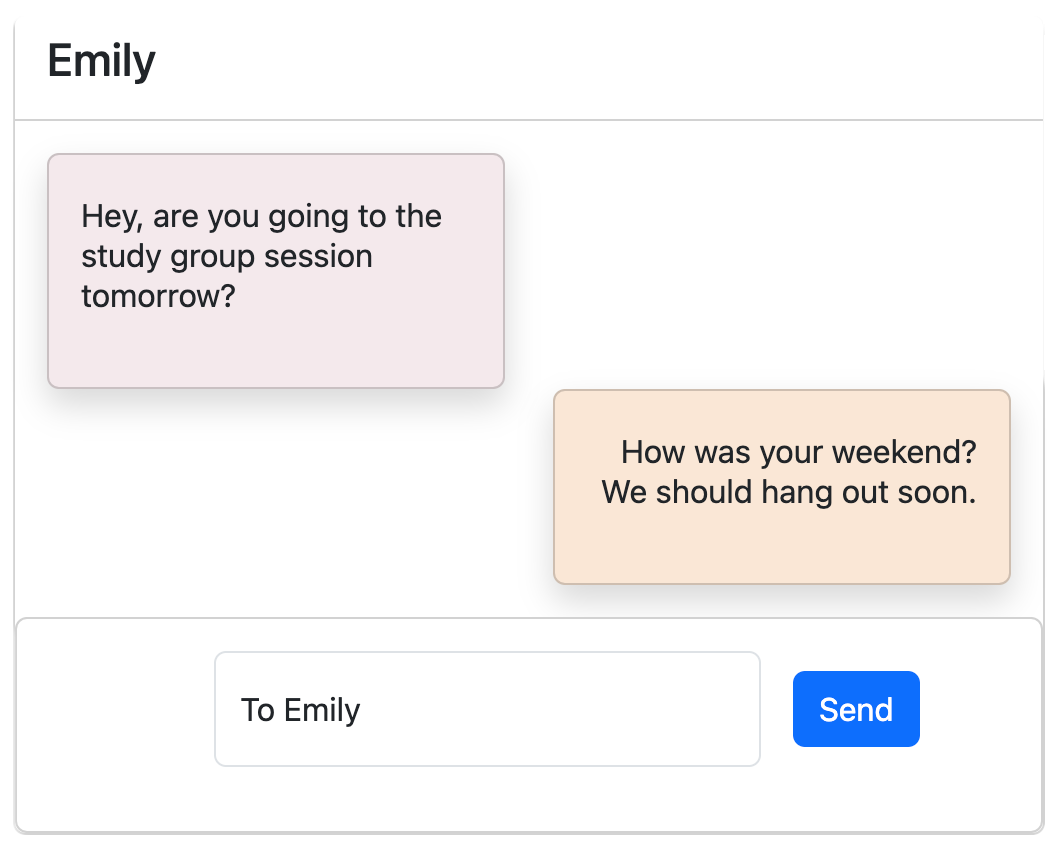 Emily
Hey, are you going to the
study group session
tomorrow?
How was your weekend?
We should hang out soon.
To Emily
Send